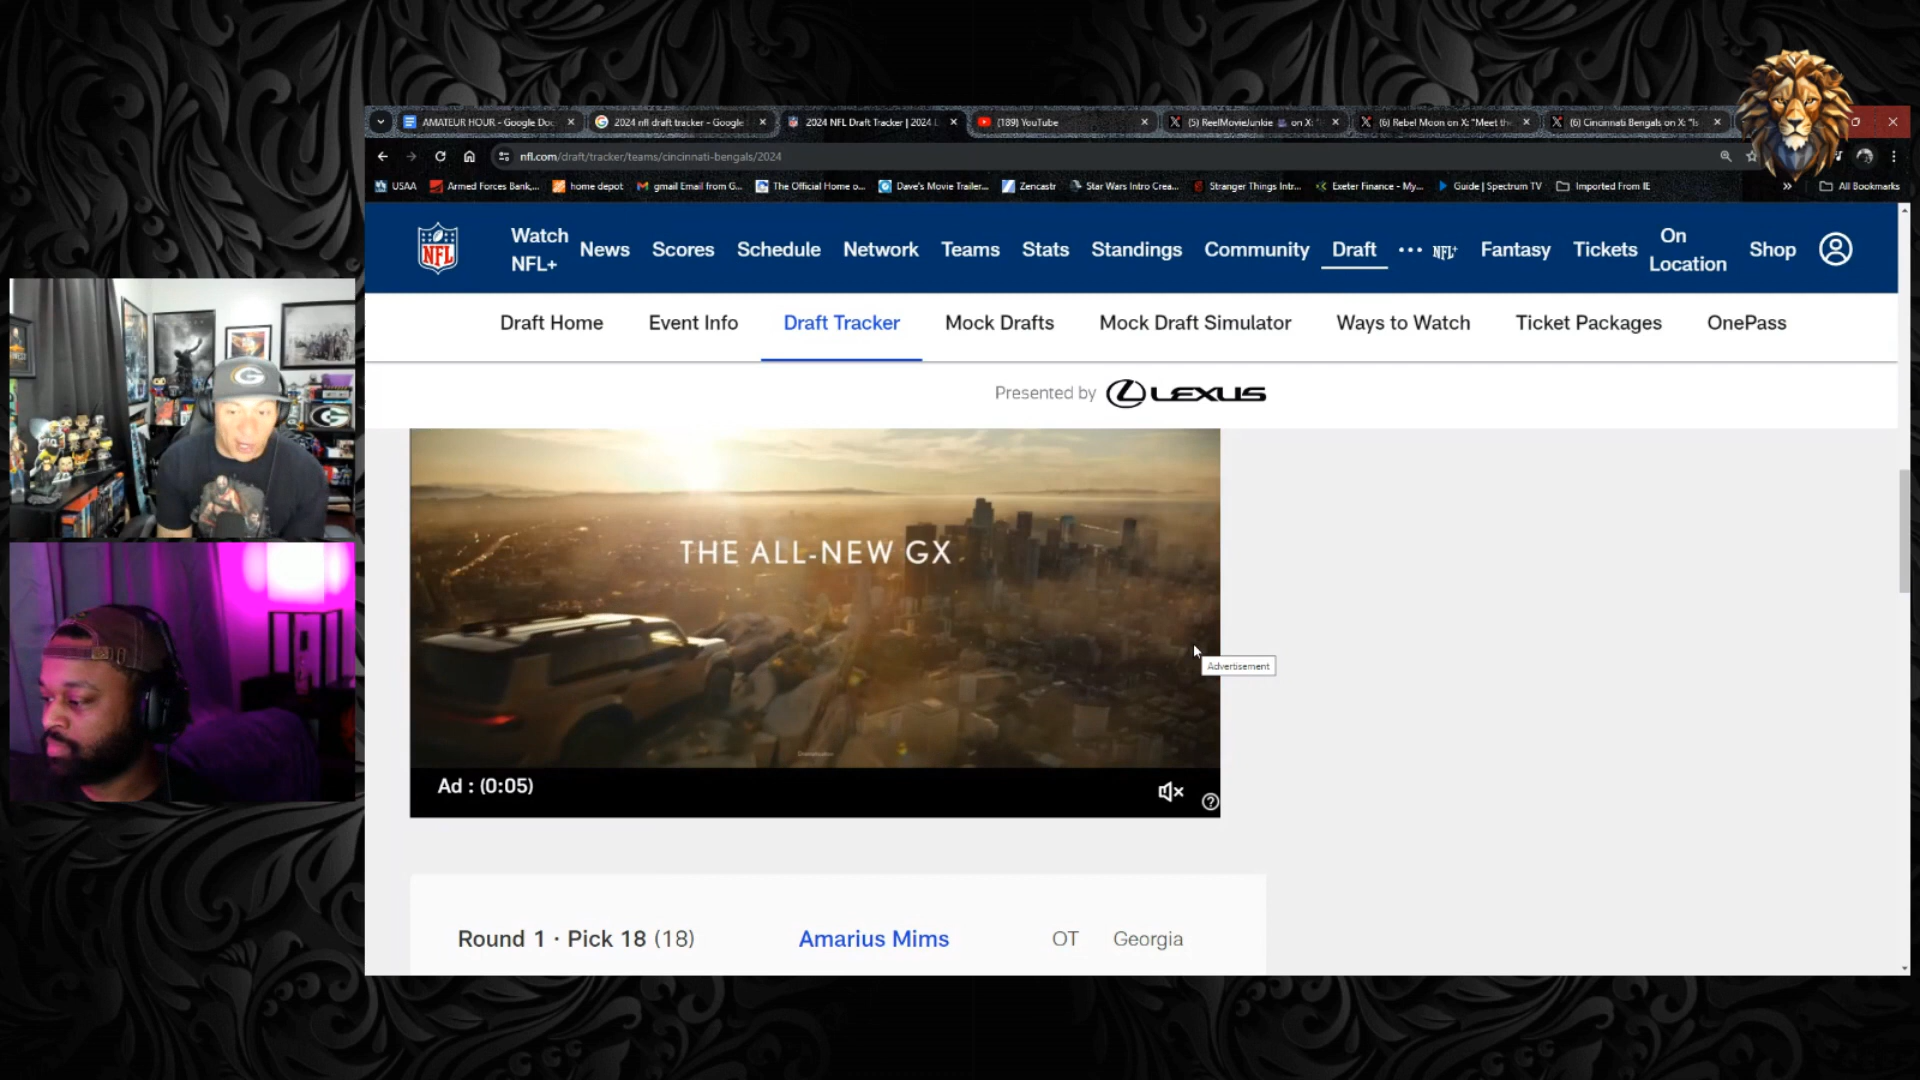 AMATEUR HOUR - Google Doc
2024 nfl draft tracker - Google
2024 NFL Draft Tracker | 2024
(189) YouTube
(5) ReelMovieJunkie on X: "
(6) Rebel Moon on X: "Meet the
(6) Cincinnati Bengals on X: "Is
nfl.com/draft/tracker/teams/cincinnati-bengals/2024
USAA
Armed Forces Bank,...
home depot
gmail Email from G...
The Official Home o...
Dave's Movie Trailer...
Zencastr
Star Wars Intro Crea...
Stranger Things Intr...
Exeter Finance - My...
Guide | Spectrum TV
Imported From IE
»
All Bookmarks
NFL
Watch
NFL+
News
Scores
Schedule
Network
Teams
Stats
Standings
Community
Draft
NFL+
Fantasy
Tickets
On
Location
Shop
Draft Home
Event Info
Draft Tracker
Mock Drafts
Mock Draft Simulator
Ways to Watch
Ticket Packages
OnePass
Presented by LEXUS
THE ALL-NEW GX
Advertisement
Ad : (0:05)
Round 1 · Pick 18 (18)
Amarius Mims
OT
Georgia